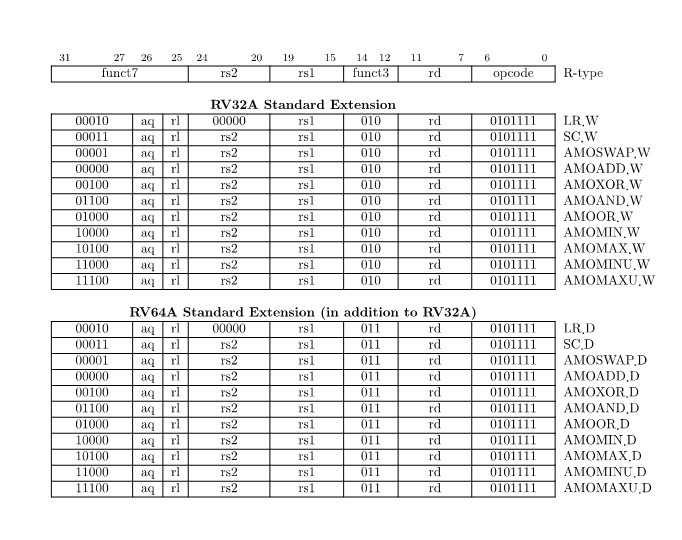 31 27 26 25 24 20 19 15 14 12 11 7 6 0
funct7 rs2 rs1 funct3 rd opcode R-type
RV32A Standard Extension
00010 aq rl 00000 rs1 010 rd 0101111 LR.W
00011 aq rl rs2 rs1 010 rd 0101111 SC.W
00001 aq rl rs2 rs1 010 rd 0101111 AMOSWAP.W
00000 aq rl rs2 rs1 010 rd 0101111 AMOADD.W
00100 aq rl rs2 rs1 010 rd 0101111 AMOXOR.W
01100 aq rl rs2 rs1 010 rd 0101111 AMOAND.W
01000 aq rl rs2 rs1 010 rd 0101111 AMOOR.W
10000 aq rl rs2 rs1 010 rd 0101111 AMOMIN.W
10100 aq rl rs2 rs1 010 rd 0101111 AMOMAX.W
11000 aq rl rs2 rs1 010 rd 0101111 AMOMINU.W
11100 aq rl rs2 rs1 010 rd 0101111 AMOMAXU.W
RV64A Standard Extension (in addition to RV32A)
00010 aq rl 00000 rs1 011 rd 0101111 LR.D
00011 aq rl rs2 rs1 011 rd 0101111 SC.D
00001 aq rl rs2 rs1 011 rd 0101111 AMOSWAP.D
00000 aq rl rs2 rs1 011 rd 0101111 AMOADD.D
00100 aq rl rs2 rs1 011 rd 0101111 AMOXOR.D
01100 aq rl rs2 rs1 011 rd 0101111 AMOAND.D
01000 aq rl rs2 rs1 011 rd 0101111 AMOOR.D
10000 aq rl rs2 rs1 011 rd 0101111 AMOMIN.D
10100 aq rl rs2 rs1 011 rd 0101111 AMOMAX.D
11000 aq rl rs2 rs1 011 rd 0101111 AMOMINU.D
11100 aq rl rs2 rs1 011 rd 0101111 AMOMAXU.D